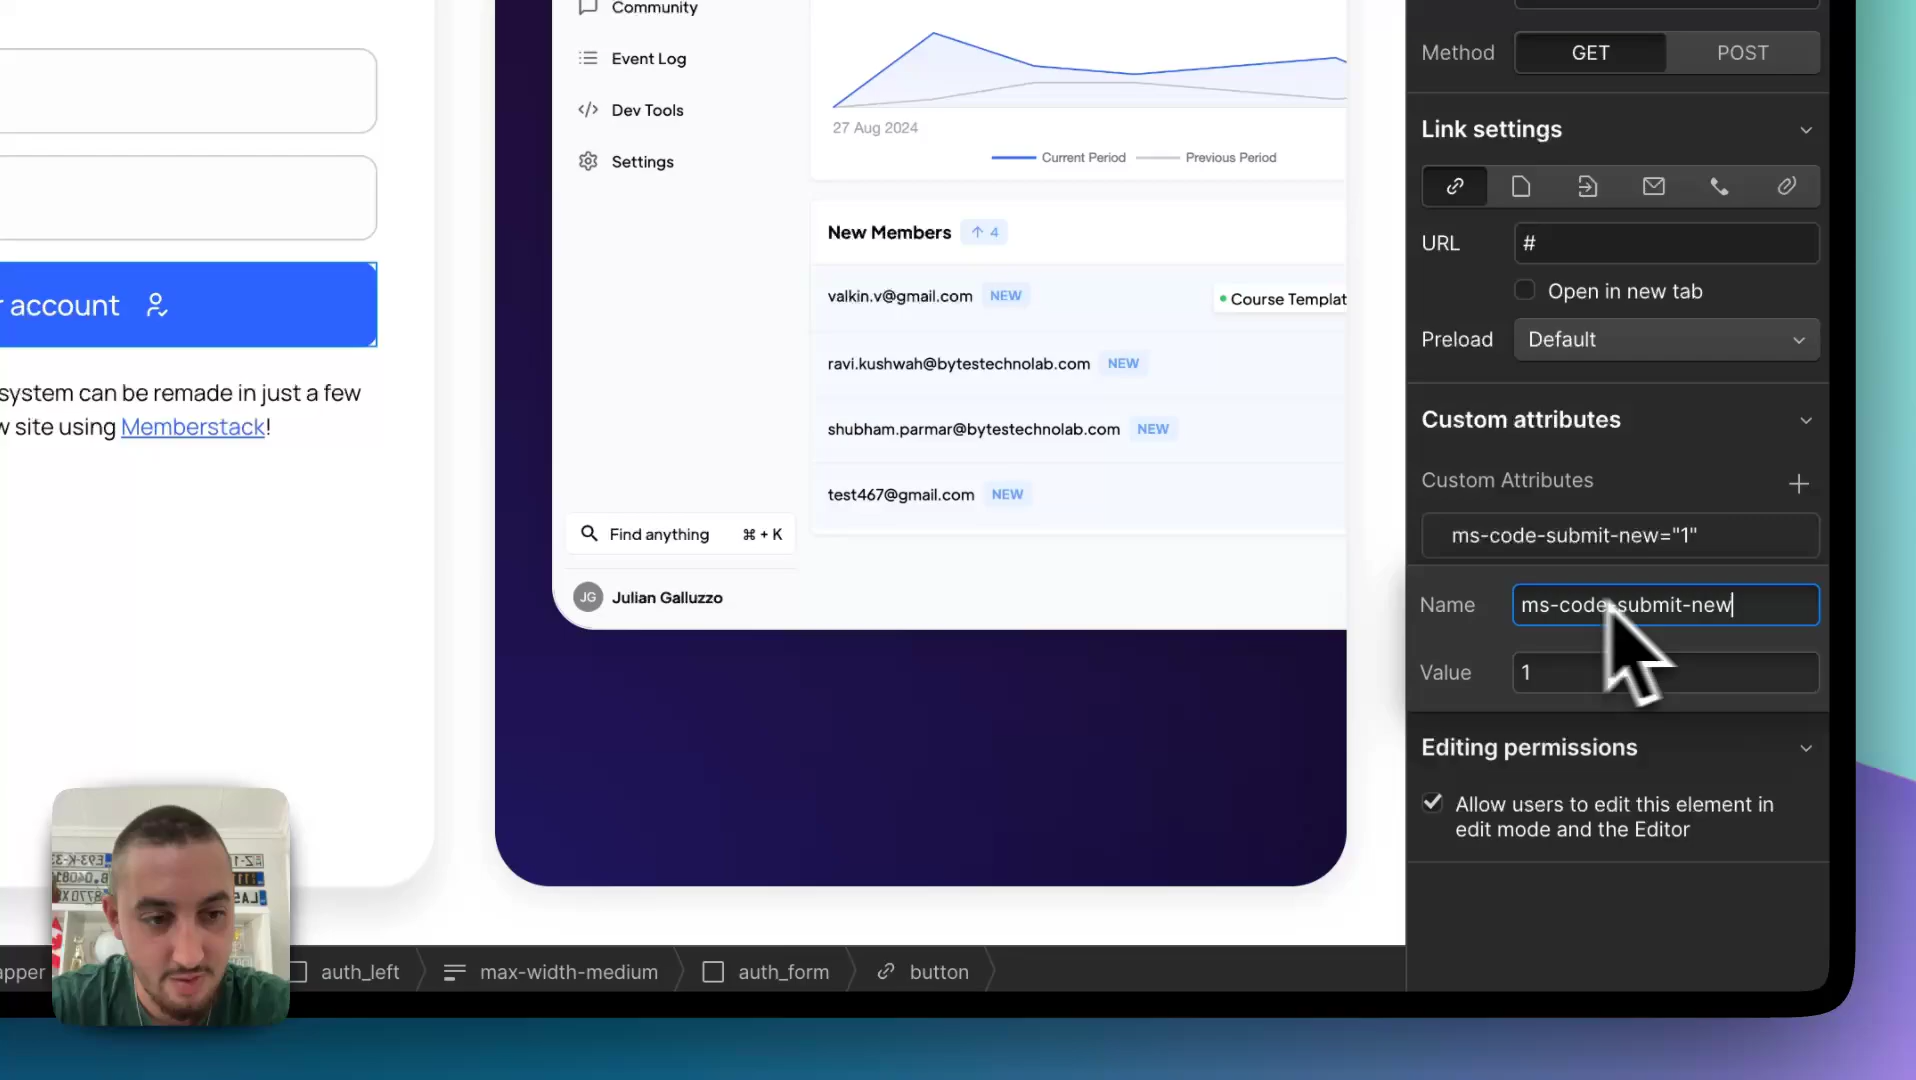 Community
Event Log
Dev Tools
Settings
27 Aug 2024
Current Period
Previous Period
New Members
4
valkin.v@gmail.com
NEW
Course Templat
ravi.kushwah@bytestechnolab.com
NEW
shubham.parmar@bytestechnolab.com
NEW
test467@gmail.com
NEW
Find anything
⌘ + K
JG
Julian Galluzzo
r account
system can be remade in just a few
w site using Memberstack!
Method
GET
POST
Link settings
URL
#
Open in new tab
Preload
Default
Custom attributes
Custom Attributes
ms-code-submit-new="1"
Name
ms-code-submit-new
Value
1
Editing permissions
Allow users to edit this element in
edit mode and the Editor
apper
auth_left
max-width-medium
auth_form
button